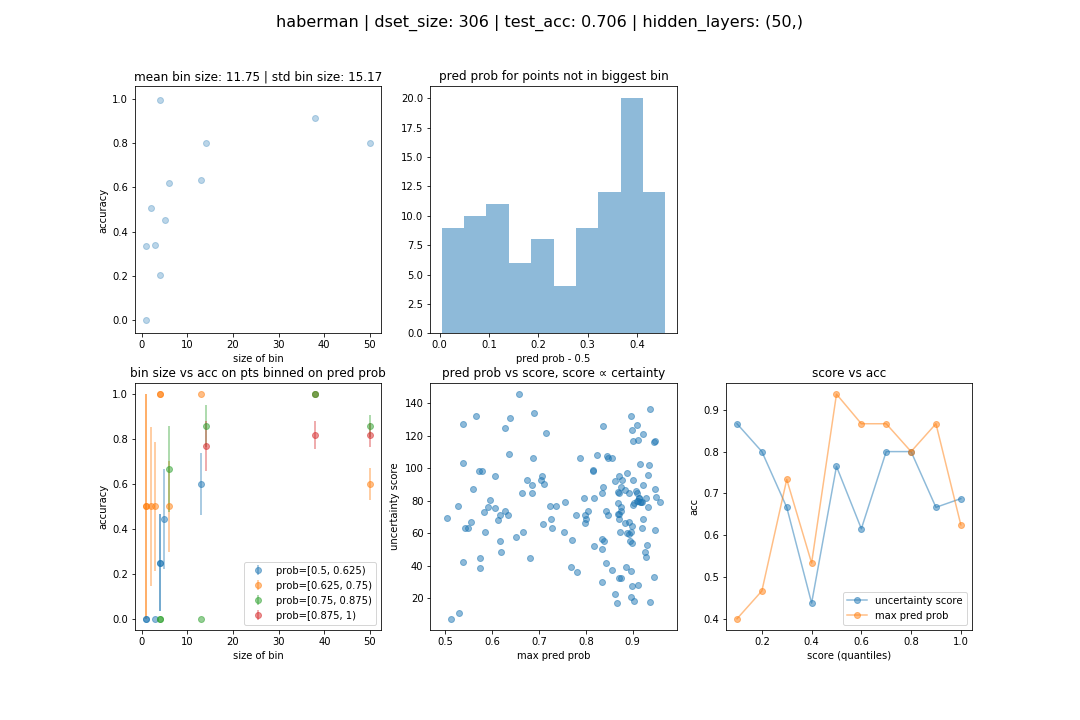 haberman | dset_size: 306 | test_acc: 0.706 | hidden_layers: (50,)
mean bin size: 11.75 | std bin size: 15.17
1.0
0.8
0.6
0.4
0.2
0.0
accuracy
0
10
20
30
40
50
size of bin
pred prob for points not in biggest bin
20.0
17.5
15.0
12.5
10.0
7.5
5.0
2.5
0.0
0.0
0.1
0.2
0.3
0.4
pred prob - 0.5
bin size vs acc on pts binned on pred prob
1.0
0.8
0.6
0.4
0.2
0.0
accuracy
prob=[0.5, 0.625)
prob=[0.625, 0.75)
prob=[0.75, 0.875)
prob=[0.875, 1)
0
10
20
30
40
50
size of bin
pred prob vs score, score ∝ certainty
140
120
100
80
60
40
20
uncertainty score
0.5
0.6
0.7
0.8
0.9
max pred prob
score vs acc
0.9
0.8
0.7
0.6
0.5
0.4
acc
uncertainty score
max pred prob
0.2
0.4
0.6
0.8
1.0
score (quantiles)